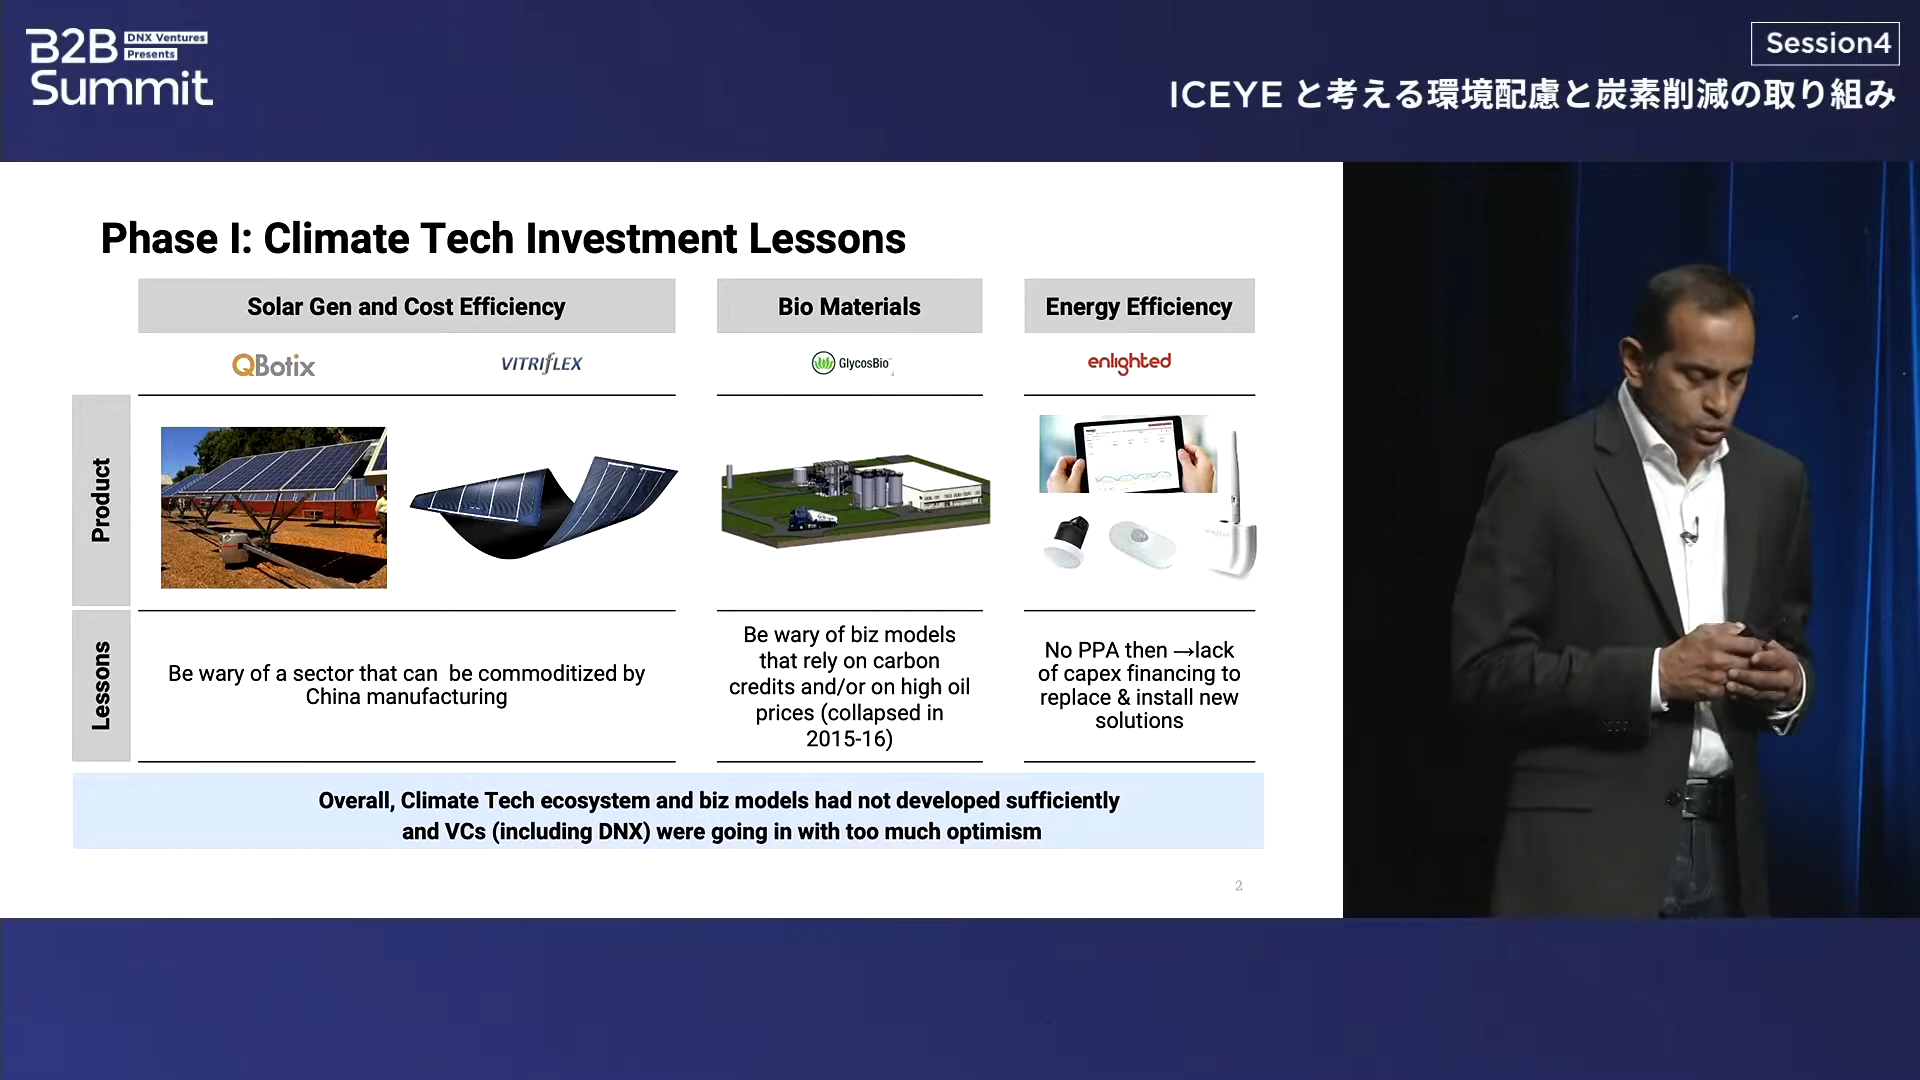 B2B DNX Ventures Presents
Summit
Session4
ICEYE と考える環境配慮と炭素削減の取り組み
Phase I: Climate Tech Investment Lessons
Solar Gen and Cost Efficiency
Bio Materials
Energy Efficiency
QBotix
VITRIFLEX
GlycosBio
enlighted
Product
Lessons
Be wary of a sector that can be commoditized by
China manufacturing
Be wary of biz models
that rely on carbon
credits and/or on high oil
prices (collapsed in
2015-16)
No PPA then →lack
of capex financing to
replace & install new
solutions
Overall, Climate Tech ecosystem and biz models had not developed sufficiently
and VCs (including DNX) were going in with too much optimism
2